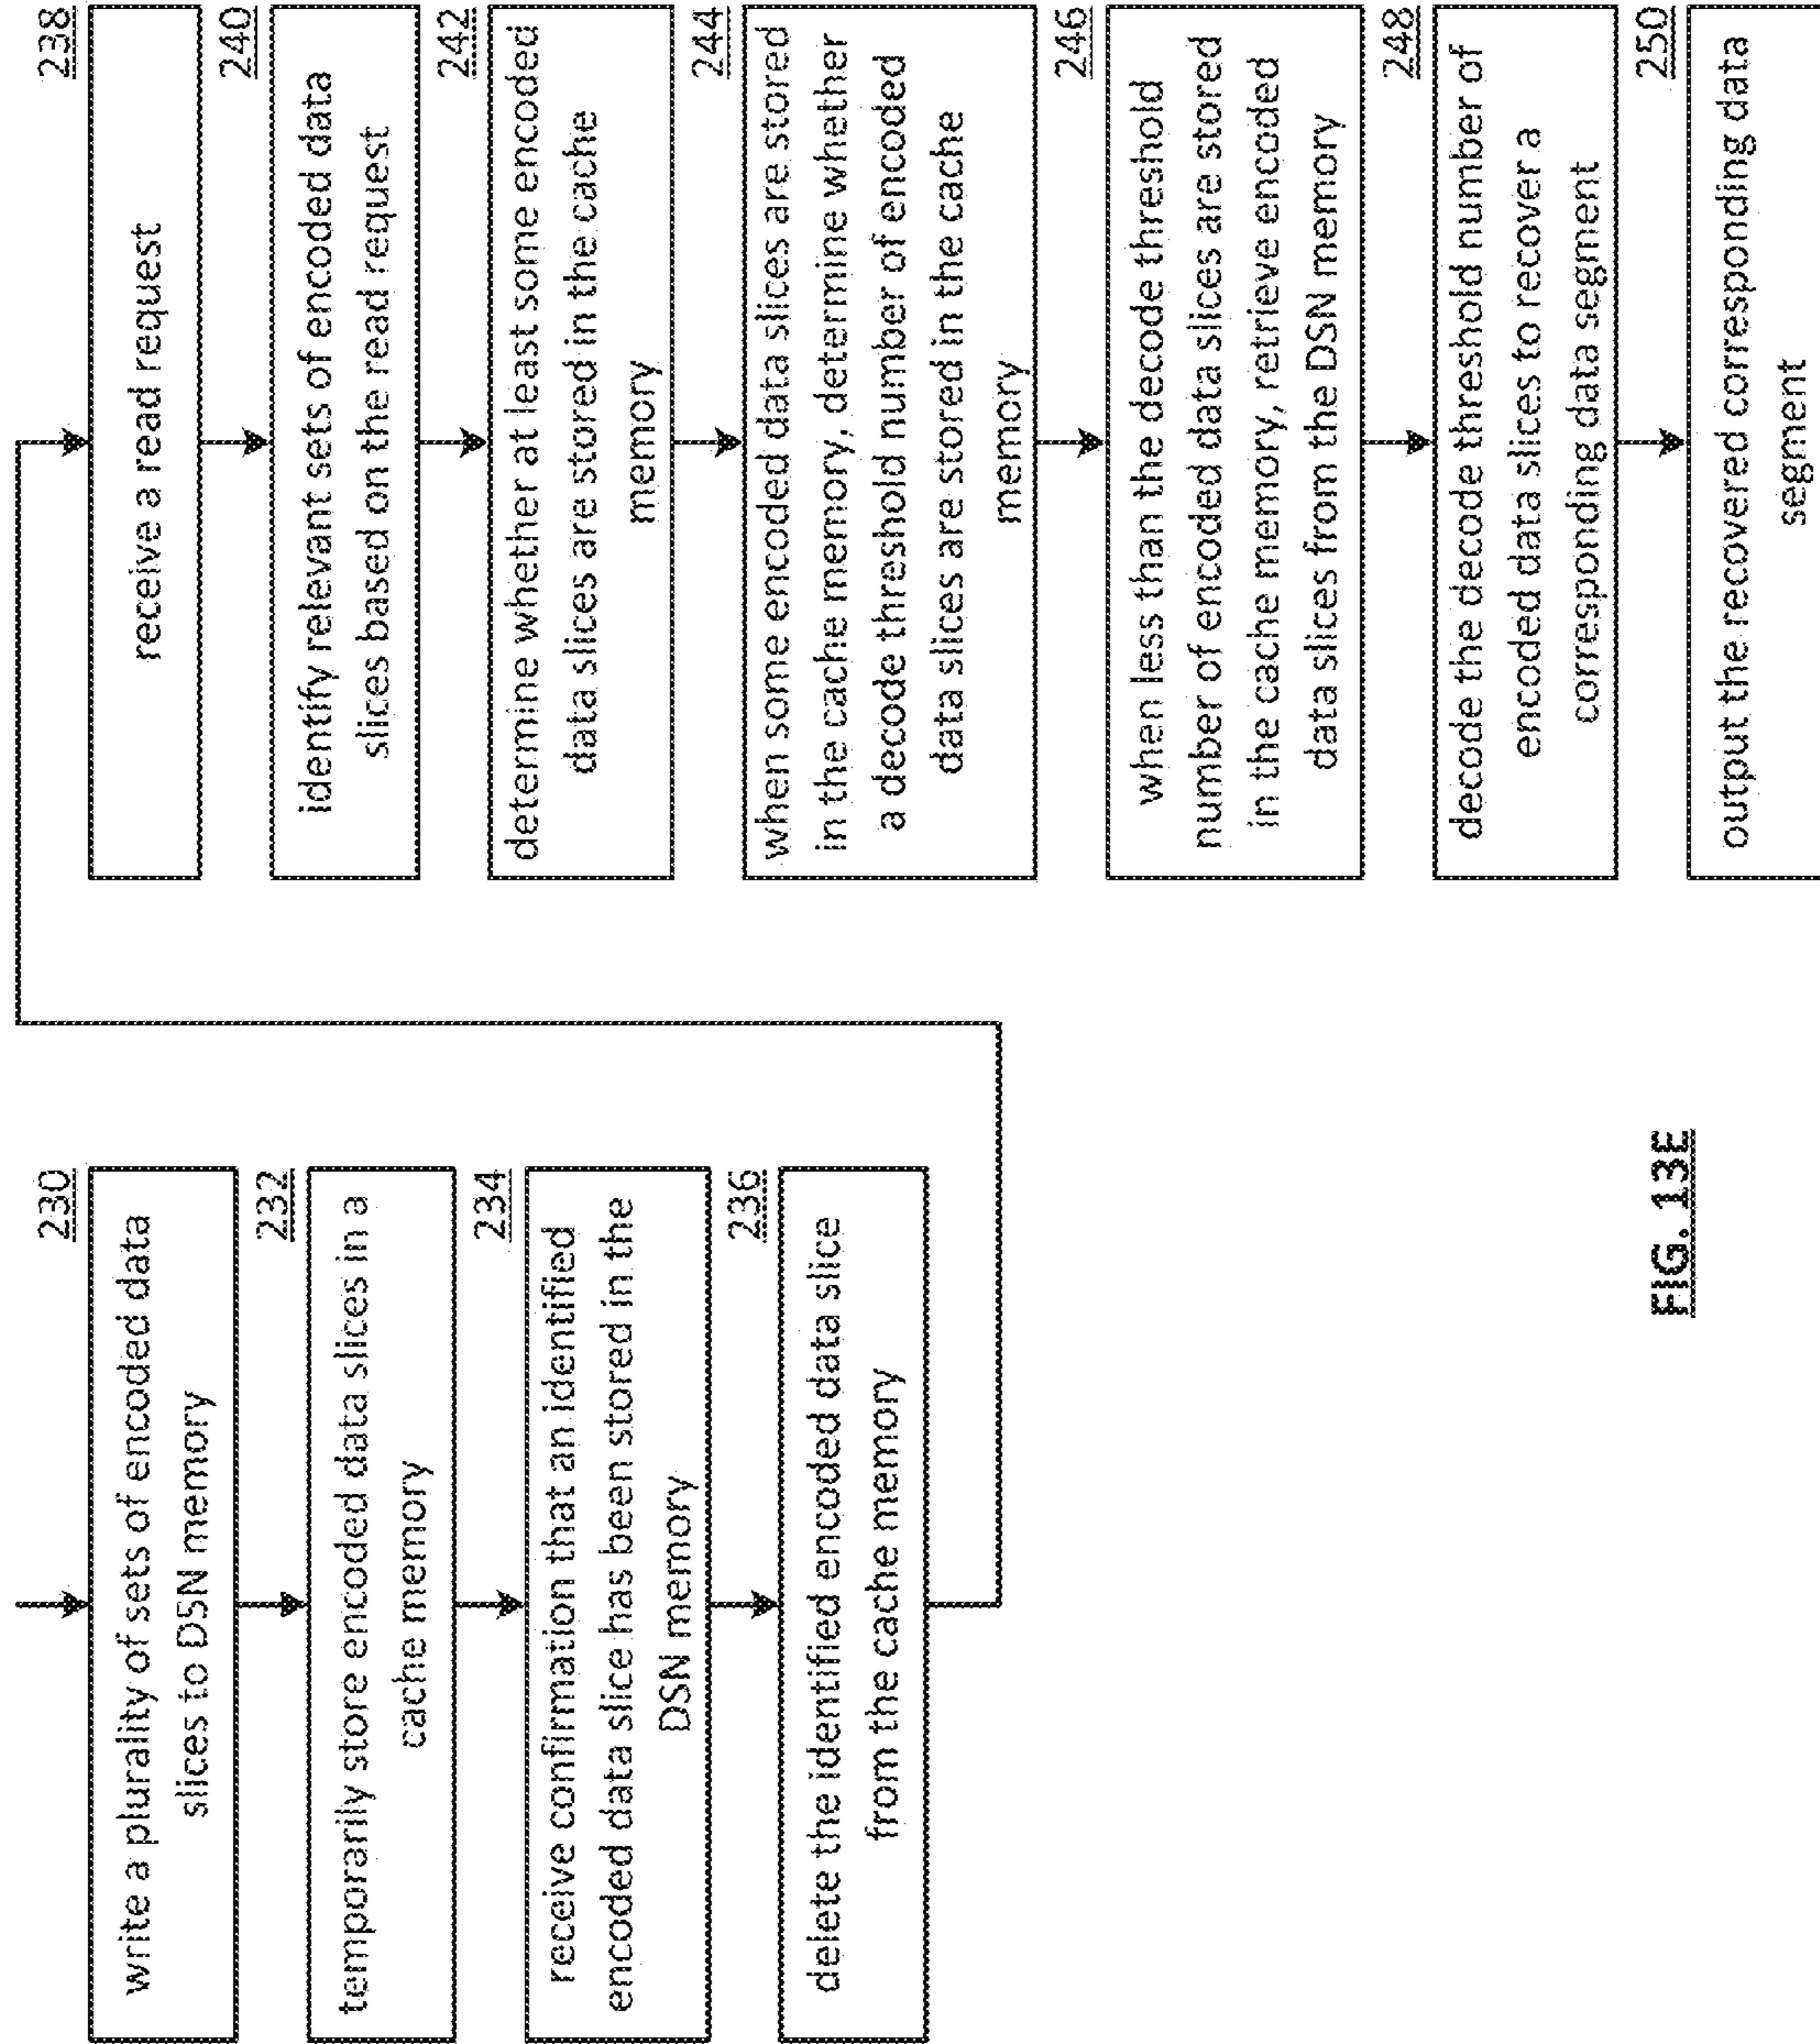 230
write a plurality of sets of encoded data
slices to DSN memory
232
temporarily store encoded data slices in a
cache memory
234
receive confirmation that an identified
encoded data slice has been stored in the
DSN memory
236
delete the identified encoded data slice
from the cache memory
238
receive a read request
240
identify relevant sets of encoded data
slices based on the read request
242
determine whether at least some encoded
data slices are stored in the cache
memory
244
when some encoded data slices are stored
in the cache memory, determine whether
a decode threshold number of encoded
data slices are stored in the cache
memory
246
when less than the decode threshold
number of encoded data slices are stored
in the cache memory, retrieve encoded
data slices from the DSN memory
248
decode the decode threshold number of
encoded data slices to recover a
corresponding data segment
250
output the recovered corresponding data
segment
FIG. 13E